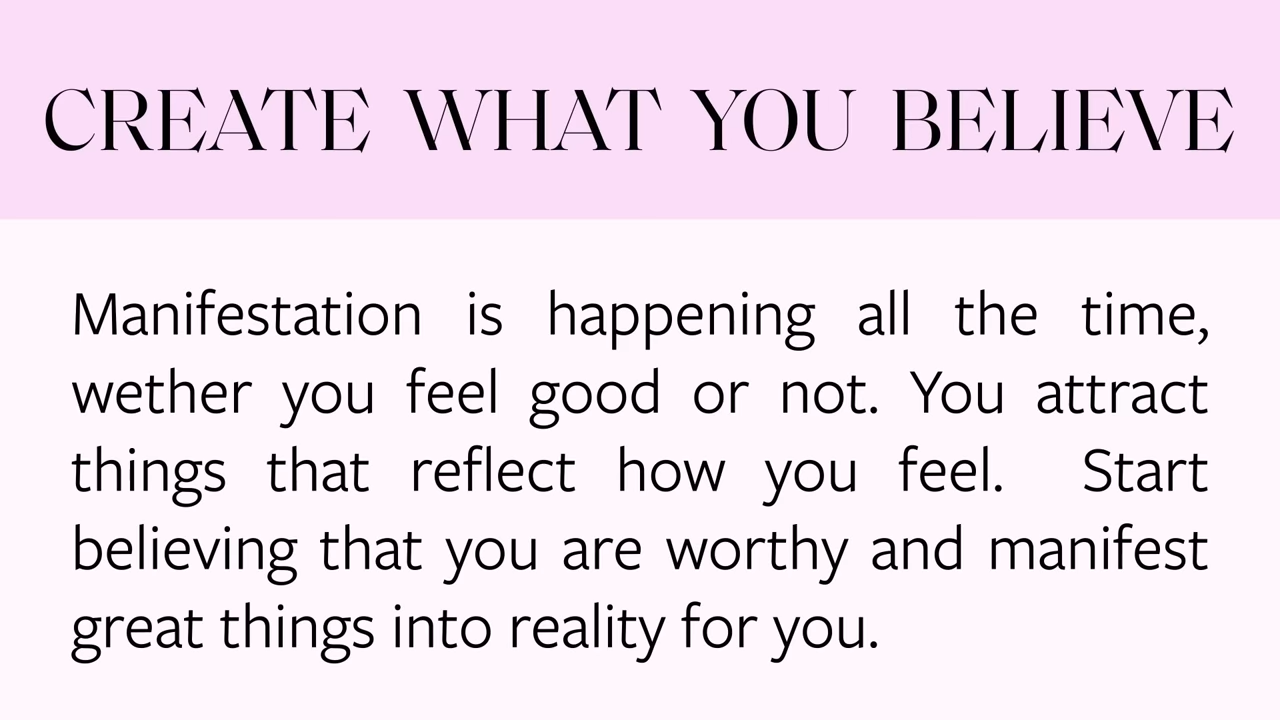 CREATE WHAT YOU BELIEVE
Manifestation is happening all the time,
wether you feel good or not. You attract
things that reflect how you feel.  Start
believing that you are worthy and manifest
great things into reality for you.